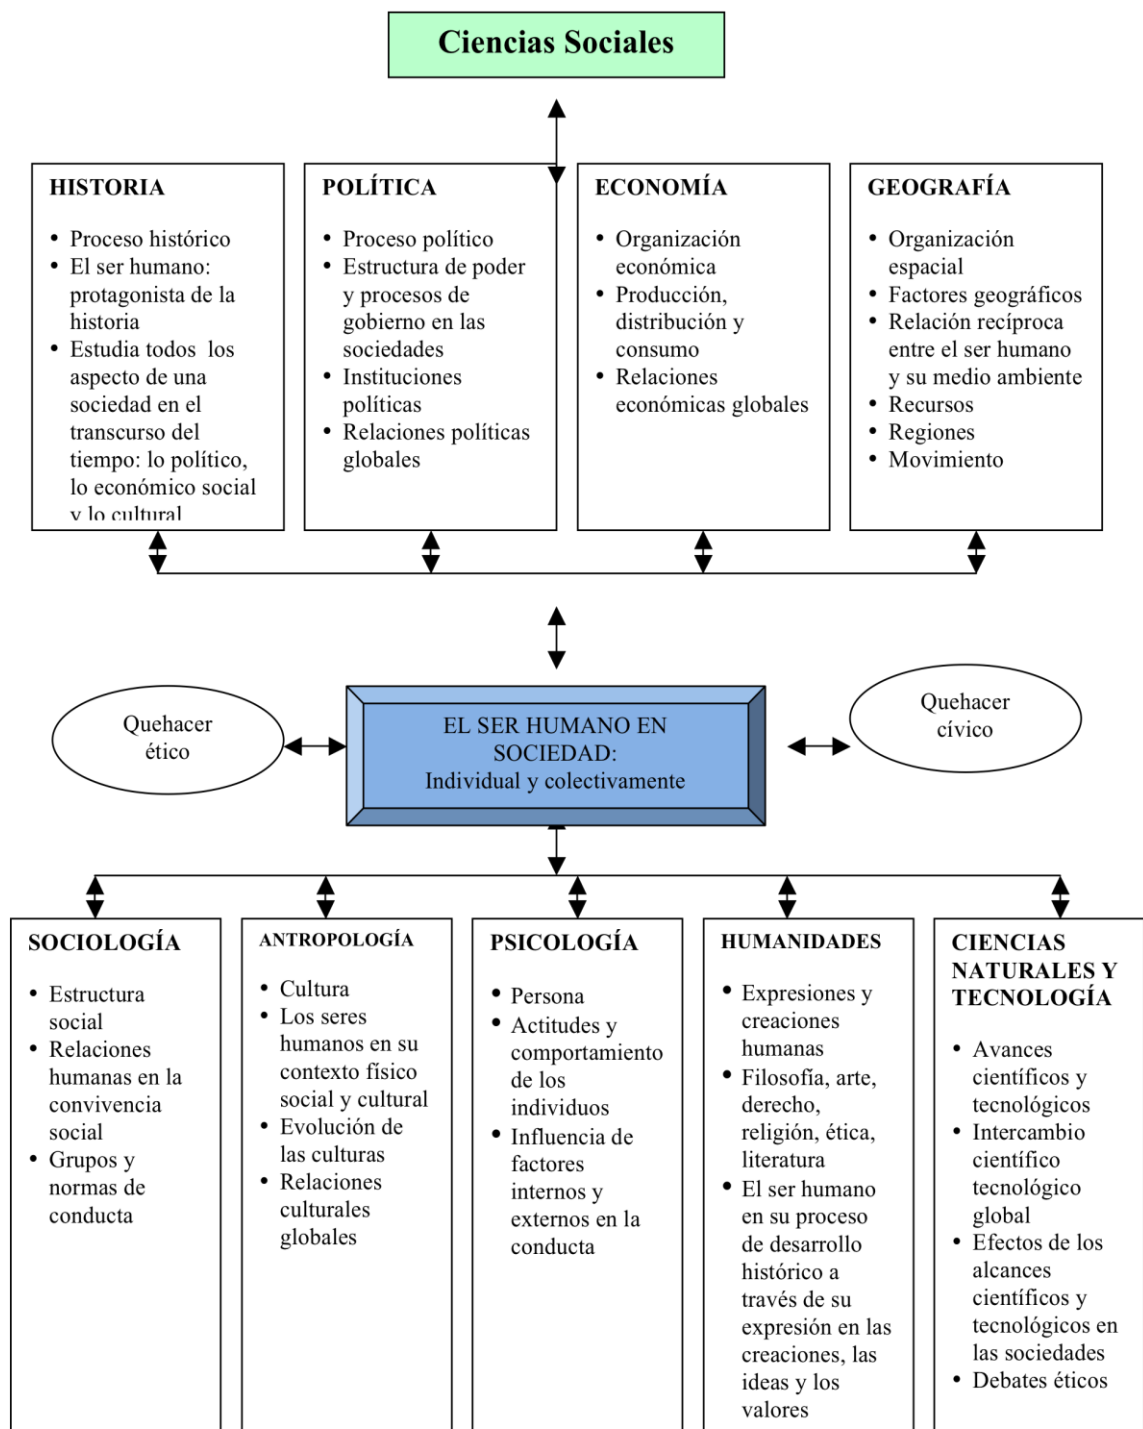 Ciencias Sociales
HISTORIA
• Proceso histórico
• El ser humano:
protagonista de la
historia
• Estudia todos los
aspecto de una
sociedad en el
transcurso del
tiempo: lo político,
lo económico social
y lo cultural
POLÍTICA
• Proceso político
• Estructura de poder
y procesos de
gobierno en las
sociedades
• Instituciones
políticas
• Relaciones políticas
globales
ECONOMÍA
• Organización
económica
• Producción,
distribución y
consumo
• Relaciones
económicas globales
GEOGRAFÍA
• Organización
espacial
• Factores geográficos
• Relación recíproca
entre el ser humano
y su medio ambiente
• Recursos
• Regiones
• Movimiento
Quehacer
ético
EL SER HUMANO EN
SOCIEDAD:
Individual y colectivamente
Quehacer
cívico
SOCIOLOGÍA
• Estructura
social
• Relaciones
humanas en la
convivencia
social
• Grupos y
normas de
conducta
ANTROPOLOGÍA
• Cultura
• Los seres
humanos en su
contexto físico
social y cultural
• Evolución de
las culturas
• Relaciones
culturales
globales
PSICOLOGÍA
• Persona
• Actitudes y
comportamiento
de los
individuos
• Influencia de
factores
internos y
externos en la
conducta
HUMANIDADES
• Expresiones y
creaciones
humanas
• Filosofía, arte,
derecho,
religión, ética,
literatura
• El ser humano
en su proceso
de desarrollo
histórico a
través de su
expresión en las
creaciones, las
ideas y los
valores
CIENCIAS
NATURALES Y
TECNOLOGÍA
• Avances
científicos y
tecnológicos
• Intercambio
científico
tecnológico
global
• Efectos de los
alcances
científicos y
tecnológicos en
las sociedades
• Debates éticos